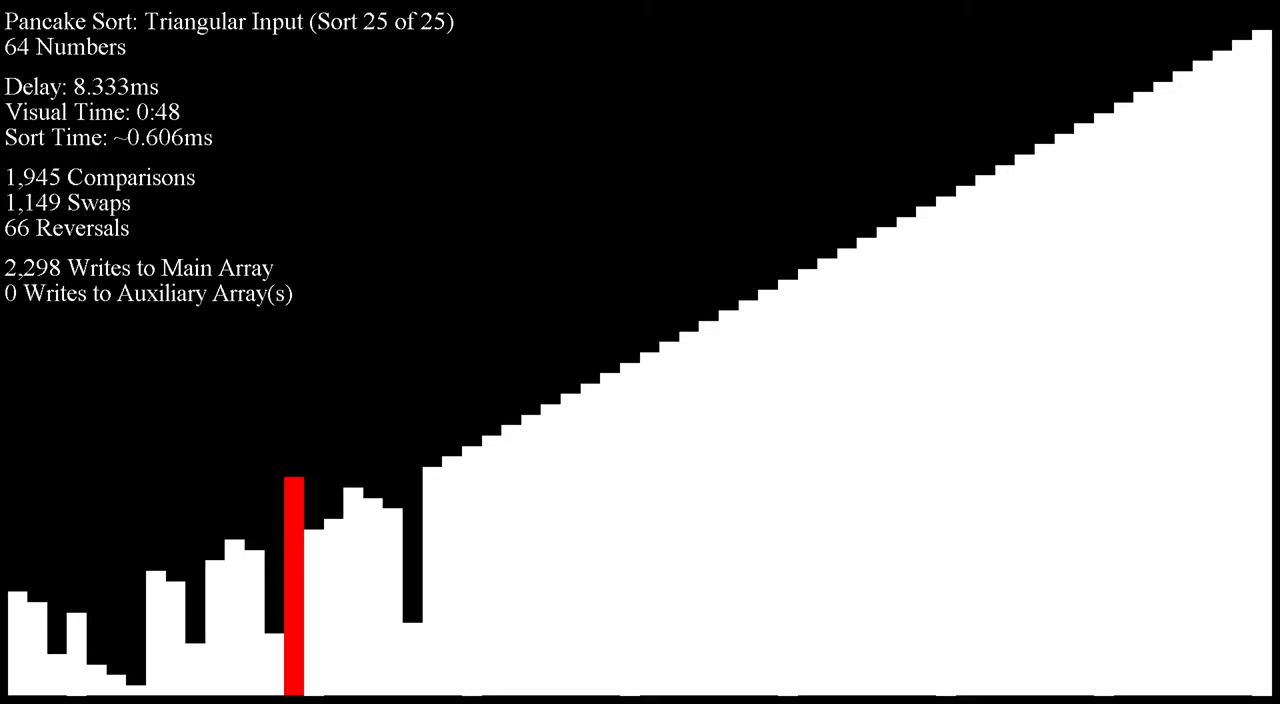 Pancake Sort: Triangular Input (Sort 25 of 25)
64 Numbers
Delay: 8.333ms
Visual Time: 0:48
Sort Time: ~0.606ms
1,945 Comparisons
1,149 Swaps
66 Reversals
2,298 Writes to Main Array
0 Writes to Auxiliary Array(s)